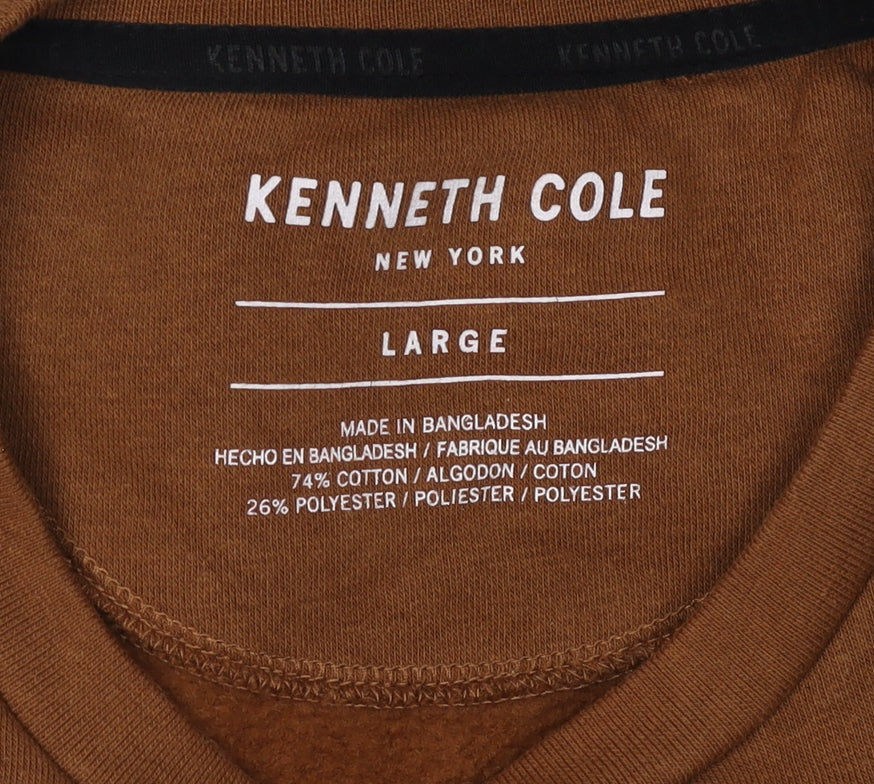 KENNETH COLE KENNETH COLE
KENNETH COLE
NEW YORK
LARGE
MADE IN BANGLADESH
HECHO EN BANGLADESH / FABRIQUE AU BANGLADESH
74% COTTON / ALGODON / COTON
26% POLYESTER / POLIESTER / POLYESTER